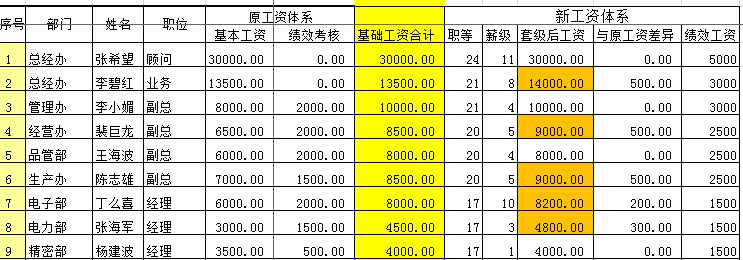 序号 部门 姓名 职位 原工资体系 新工资体系
基本工资 绩效考核 基础工资合计 职等 薪级 套级后工资 与原工资差异 绩效工资
1 总经办 张希望 顾问 30000.00 0.00 30000.00 24 11 30000.00 0.00 5000
2 总经办 李碧红 业务 13500.00 0.00 13500.00 21 8 14000.00 500.00 3000
3 管理办 李小媚 副总 8000.00 2000.00 10000.00 21 4 10000.00 0.00 3000
4 经营办 裴巨龙 副总 6500.00 2000.00 8500.00 20 5 9000.00 500.00 2500
5 品管部 王海波 副总 6000.00 2000.00 8000.00 20 4 8000.00 0.00 2500
6 生产办 陈志雄 副总 7000.00 1500.00 8500.00 20 5 9000.00 500.00 2500
7 电子部 丁么喜 经理 6000.00 2000.00 8000.00 17 10 8200.00 200.00 1500
8 电力部 张海军 经理 3000.00 1500.00 4500.00 17 3 4800.00 300.00 1500
9 精密部 杨建波 经理 3500.00 500.00 4000.00 17 1 4000.00 0.00 1500